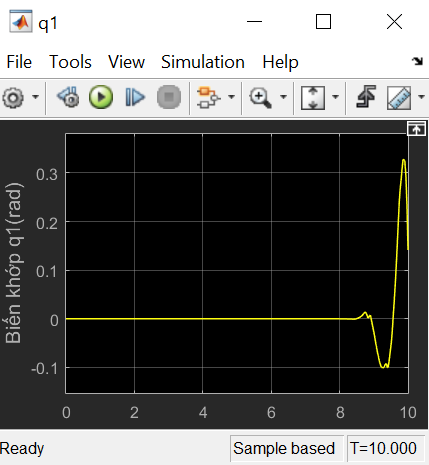 q1
File Tools View Simulation Help
Biến khớp q1(rad)
0.3
0.2
0.1
0
-0.1
0 2 4 6 8 10
Ready Sample based T=10.000